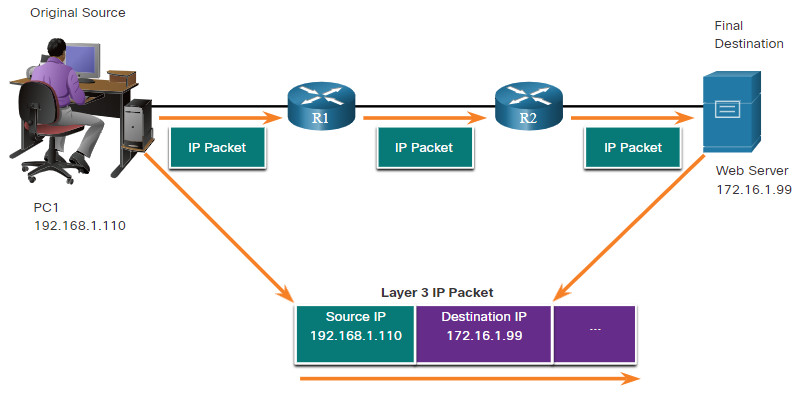 Original Source
Final
Destination
R1
R2
IP Packet
IP Packet
IP Packet
Web Server
172.16.1.99
PC1
192.168.1.110
Layer 3 IP Packet
Source IP
192.168.1.110
Destination IP
172.16.1.99
---